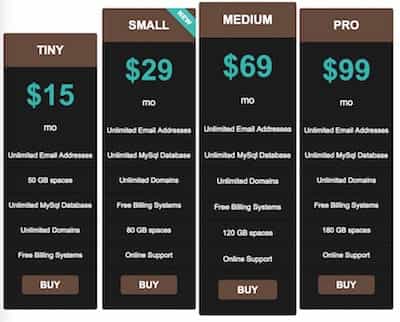 TINY
$15
mo
Unlimited Email Addresses
50 GB spaces
Unlimited MySql Database
Unlimited Domains
Free Billing Systems
BUY
SMALL
NEW
$29
mo
Unlimited Email Addresses
Unlimited MySql Database
Unlimited Domains
Free Billing Systems
80 GB spaces
Online Support
BUY
MEDIUM
$69
mo
Unlimited Email Addresses
Unlimited MySql Database
Unlimited Domains
Free Billing Systems
120 GB spaces
Online Support
BUY
PRO
$99
mo
Unlimited Email Addresses
Unlimited MySql Database
Unlimited Domains
Free Billing Systems
180 GB spaces
Online Support
BUY